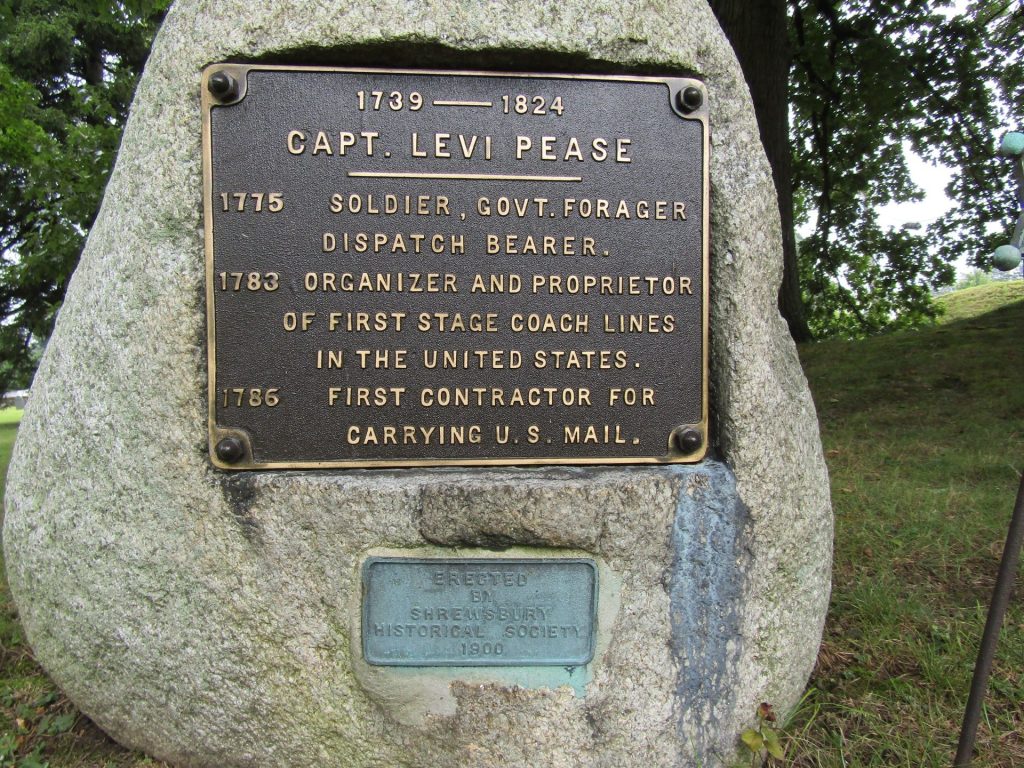 1739 — 1824
CAPT. LEVI PEASE
1775 SOLDIER, GOVT. FORAGER
DISPATCH BEARER.
1783 ORGANIZER AND PROPRIETOR
OF FIRST STAGE COACH LINES
IN THE UNITED STATES.
1786 FIRST CONTRACTOR FOR
CARRYING U.S. MAIL.
ERECTED
BY
SHREWSBURY
HISTORICAL SOCIETY
1900